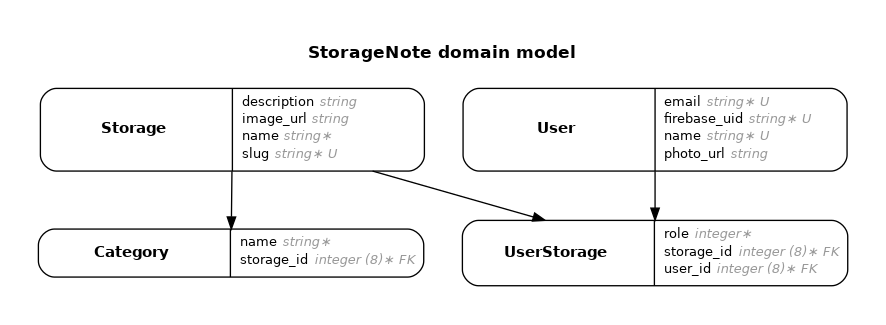 StorageNote domain model
Storage
description string
image_url string
name string∗
slug string∗ U
User
email string∗ U
firebase_uid string∗ U
name string∗ U
photo_url string
Category
name string∗
storage_id integer (8)∗ FK
UserStorage
role integer∗
storage_id integer (8)∗ FK
user_id integer (8)∗ FK